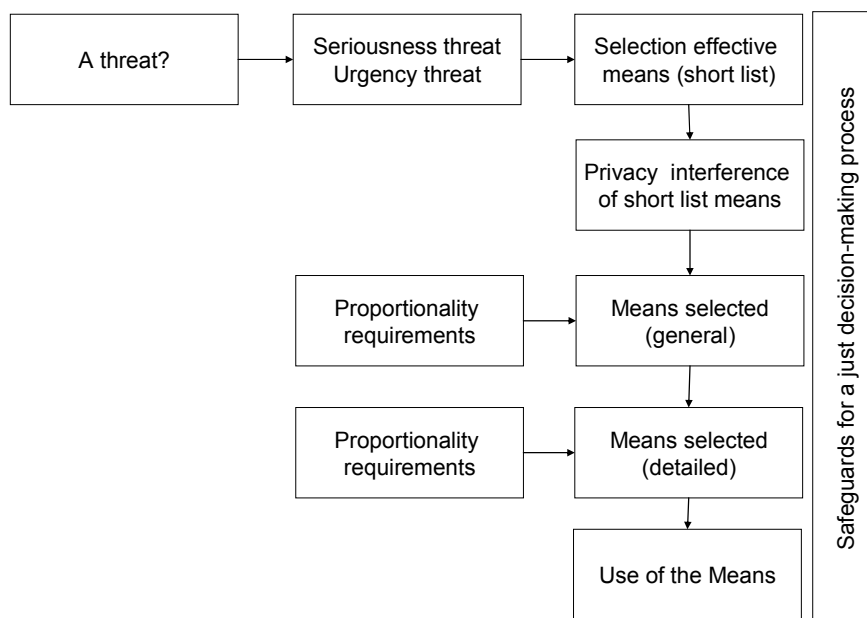 A threat?
Seriousness threat
Urgency threat
Selection effective
means (short list)
Privacy interference
of short list means
Proportionality
requirements
Means selected
(general)
Proportionality
requirements
Means selected
(detailed)
Use of the Means
Safeguards for a just decision-making process